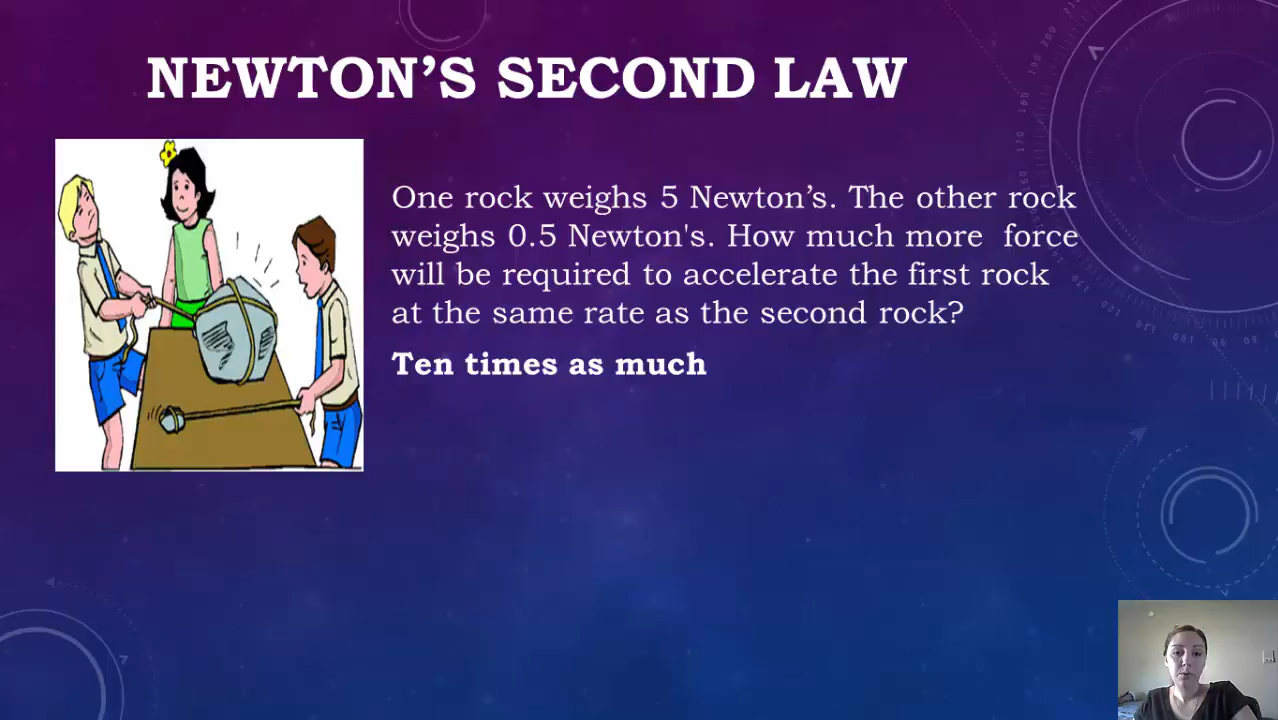 NEWTON’S SECOND LAW
One rock weighs 5 Newton’s. The other rock
weighs 0.5 Newton's. How much more  force
will be required to accelerate the first rock
at the same rate as the second rock?
Ten times as much